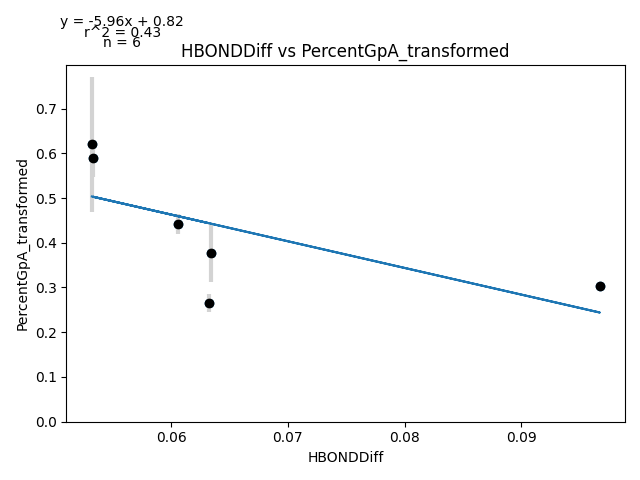 y = -5.96x + 0.82
r^2 = 0.43
n = 6
HBONDDiff vs PercentGpA_transformed
PercentGpA_transformed
0.7
0.6
0.5
0.4
0.3
0.2
0.1
0.0
0.06 0.07 0.08 0.09
HBONDDiff